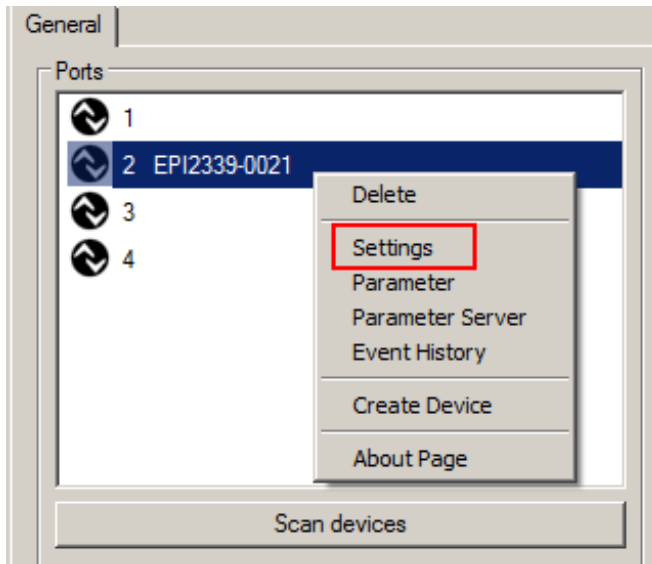 General
Ports
1
2 EPI2339-0021
3
4
Delete
Settings
Parameter
Parameter Server
Event History
Create Device
About Page
Scan devices